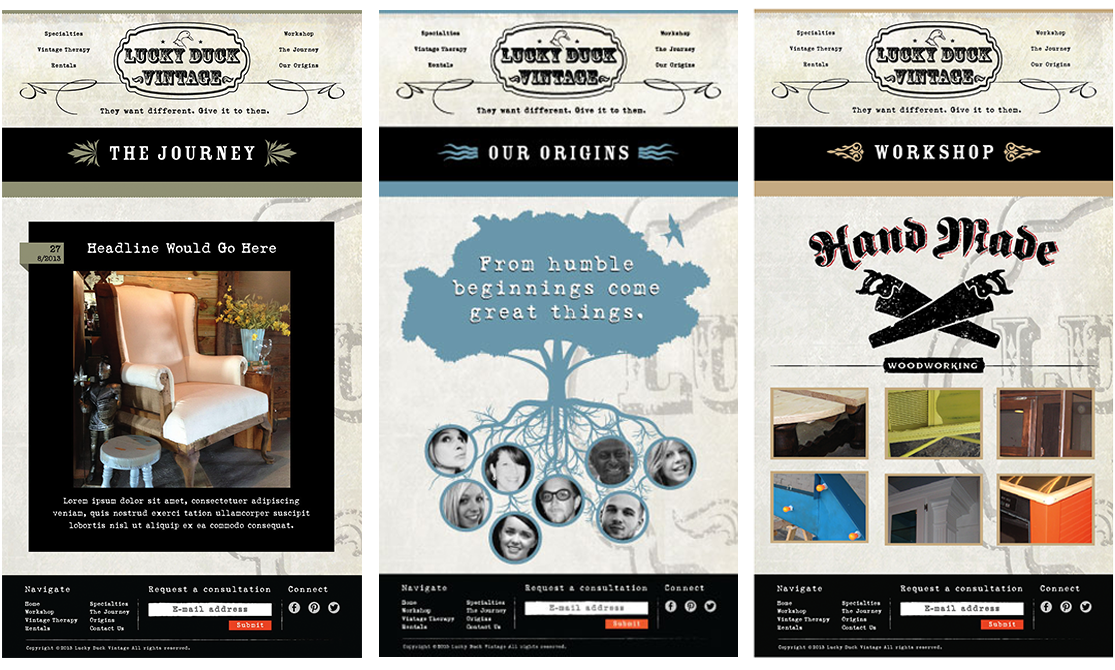 Specialties
Vintage Therapy
Rentals
LUCKY DUCK
VINTAGE
Workshop
The Journey
Our Origins
They want different. Give it to them.
THE JOURNEY
27
8/2013
Headline Would Go Here
Lorem ipsum dolor sit amet, consectetuer adipiscing
veniam, quis nostrud exerci tation ullamcorper suscipit
lobortis nisl ut aliquip ex ea commodo consequat.
Navigate
Home
Workshop
Vintage Therapy
Rentals
Specialties
The Journey
Origins
Contact Us
Request a consultation
E-mail address
Submit
Connect
Copyright ©2013 Lucky Duck Vintage All rights reserved.
Specialties
Vintage Therapy
Rentals
LUCKY DUCK
VINTAGE
Workshop
The Journey
Our Origins
They want different. Give it to them.
OUR ORIGINS
From humble
beginnings come
great things.
Navigate
Home
Workshop
Vintage Therapy
Rentals
Specialties
The Journey
Origins
Contact Us
Request a consultation
E-mail address
Submit
Connect
Copyright ©2013 Lucky Duck Vintage All rights reserved.
Specialties
Vintage Therapy
Rentals
LUCKY DUCK
VINTAGE
Workshop
The Journey
Our Origins
They want different. Give it to them.
WORKSHOP
Hand Made
WOODWORKING
Navigate
Home
Workshop
Vintage Therapy
Rentals
Specialties
The Journey
Origins
Contact Us
Request a consultation
E-mail address
Submit
Connect
Copyright ©2013 Lucky Duck Vintage All rights reserved.